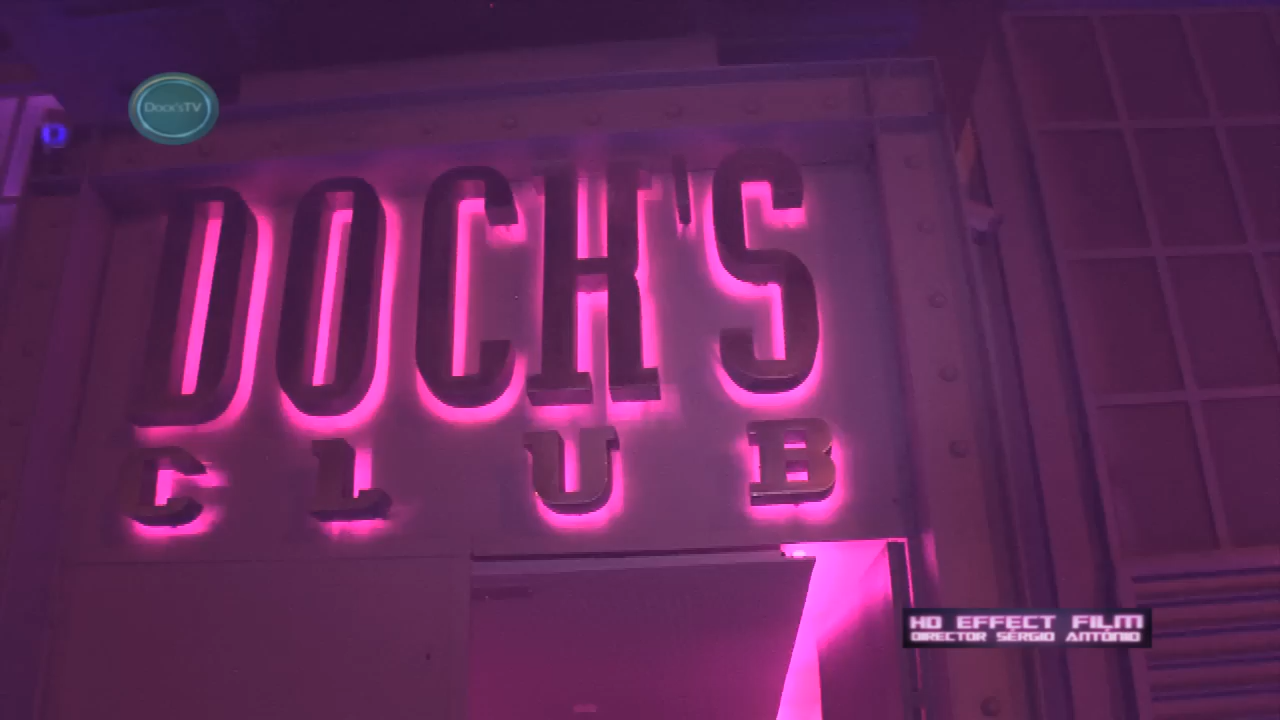 Dock'sTV
DOCK'S
CLUB
HD EFFECT FILM
DIRECTOR SÉRGIO ANTÓNIO